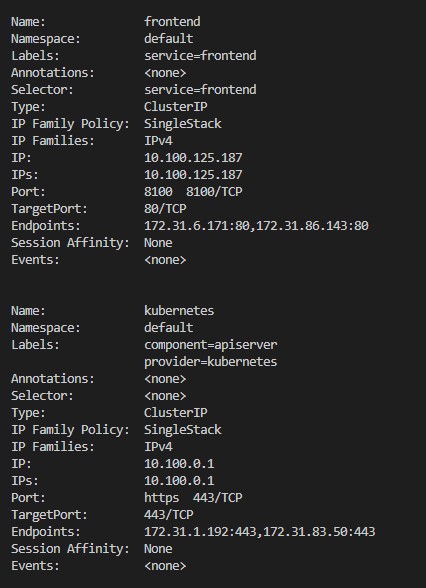 Name: frontend
Namespace: default
Labels: service=frontend
Annotations: <none>
Selector: service=frontend
Type: ClusterIP
IP Family Policy: SingleStack
IP Families: IPv4
IP: 10.100.125.187
IPs: 10.100.125.187
Port: 8100 8100/TCP
TargetPort: 80/TCP
Endpoints: 172.31.6.171:80,172.31.86.143:80
Session Affinity: None
Events: <none>
Name: kubernetes
Namespace: default
Labels: component=apiserver
provider=kubernetes
Annotations: <none>
Selector: <none>
Type: ClusterIP
IP Family Policy: SingleStack
IP Families: IPv4
IP: 10.100.0.1
IPs: 10.100.0.1
Port: https 443/TCP
TargetPort: 443/TCP
Endpoints: 172.31.1.192:443,172.31.83.50:443
Session Affinity: None
Events: <none>